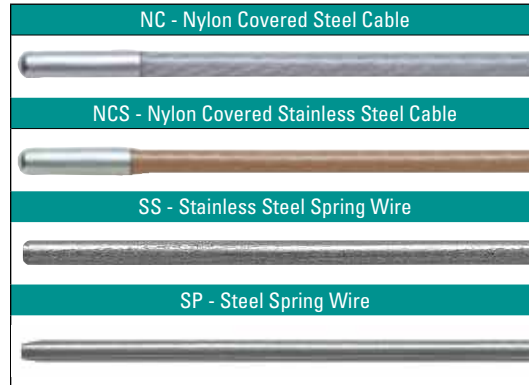 NC - Nylon Covered Steel Cable
NCS - Nylon Covered Stainless Steel Cable
SS - Stainless Steel Spring Wire
SP - Steel Spring Wire